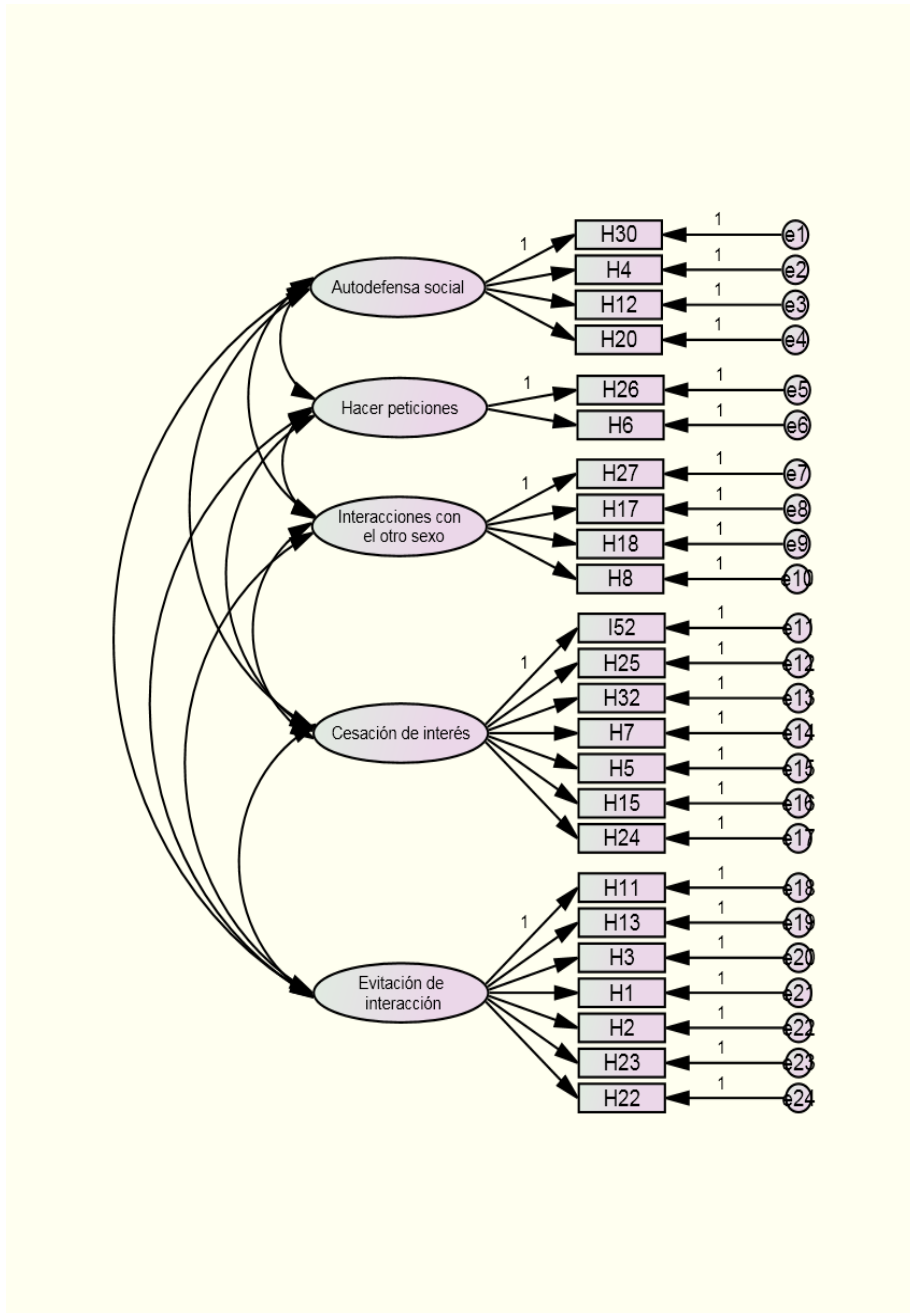 1 H30 1 e1
H4 1 e2
Autodefensa social
H12 1 e3
H20 1 e4
1 H26 1 e5
Hacer peticiones
H6 1 e6
1 H27 1 e7
Interacciones con
el otro sexo
H17 1 e8
H18 1 e9
H8 1 e10
1 I52 1 e11
H25 1 e12
H32 1 e13
Cesación de interés
H7 1 e14
H5 1 e15
H15 1 e16
H24 1 e17
1 H11 1 e18
H13 1 e19
H3 1 e20
Evitación de
interacción
H1 1 e21
H2 1 e22
H23 1 e23
H22 1 e24